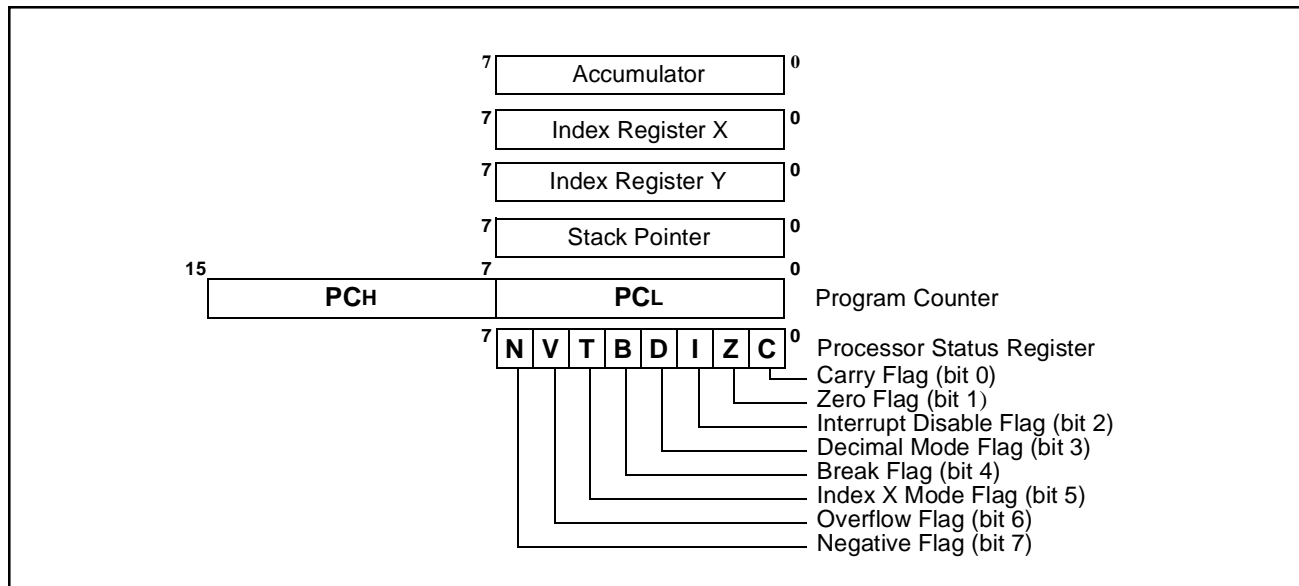 7 Accumulator 0
7 Index Register X 0
7 Index Register Y 0
7 Stack Pointer 0
15 7 0
PCH PCL Program Counter
7 N V T B D I Z C 0 Processor Status Register
Carry Flag (bit 0)
Zero Flag (bit 1)
Interrupt Disable Flag (bit 2)
Decimal Mode Flag (bit 3)
Break Flag (bit 4)
Index X Mode Flag (bit 5)
Overflow Flag (bit 6)
Negative Flag (bit 7)